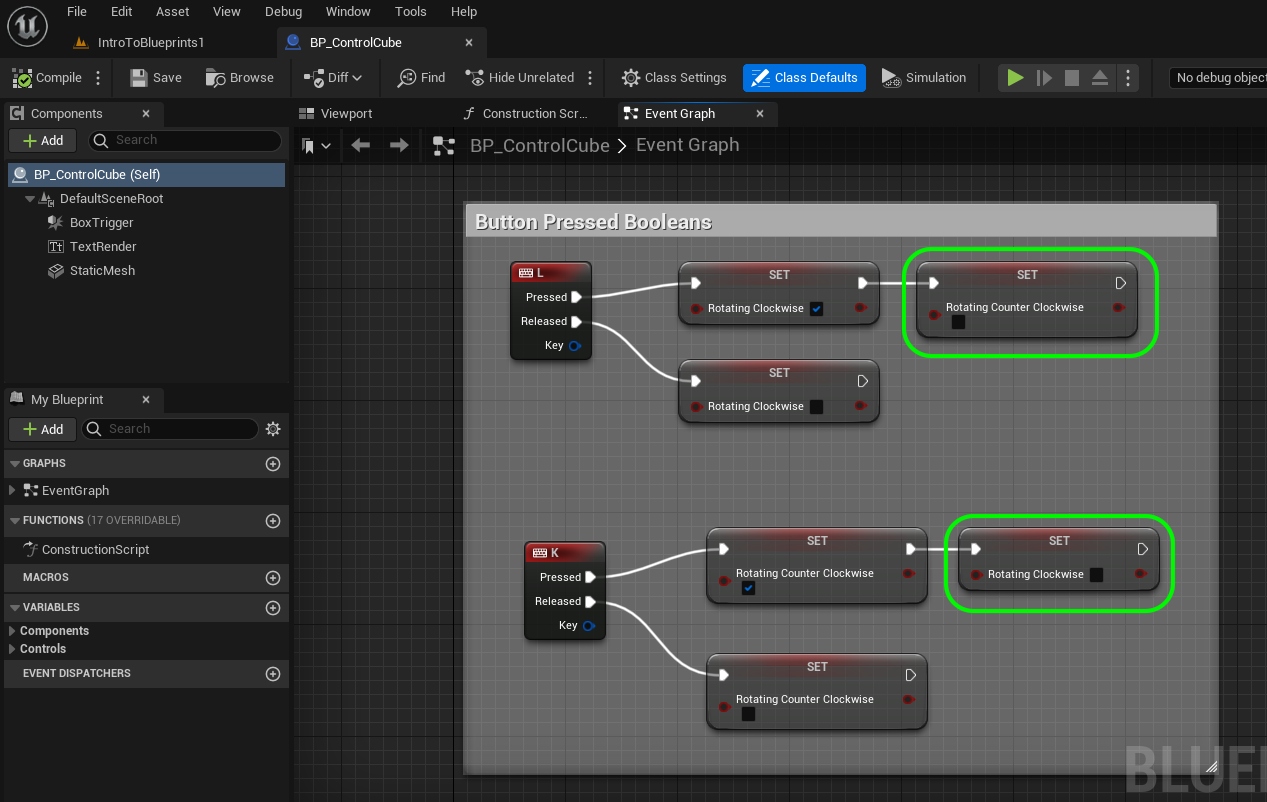 File Edit Asset View Debug Window Tools Help
IntroToBlueprints1
BP_ControlCube
Compile Save Browse Diff Find Hide Unrelated Class Settings Class Defaults Simulation No debug object
Components
Add Search
BP_ControlCube (Self)
DefaultSceneRoot
BoxTrigger
TextRender
StaticMesh
My Blueprint
Add Search
GRAPHS
EventGraph
FUNCTIONS (17 OVERRIDABLE)
ConstructionScript
MACROS
VARIABLES
Components
Controls
EVENT DISPATCHERS
Viewport Construction Scr... Event Graph
BP_ControlCube > Event Graph
Button Pressed Booleans
L
Pressed
Released
Key
SET
Rotating Clockwise
SET
Rotating Counter Clockwise
SET
Rotating Clockwise
K
Pressed
Released
Key
SET
Rotating Counter Clockwise
SET
Rotating Clockwise
SET
Rotating Counter Clockwise